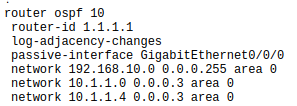 router ospf 10
router-id 1.1.1.1
log-adjacency-changes
passive-interface GigabitEthernet0/0/0
network 192.168.10.0 0.0.0.255 area 0
network 10.1.1.0 0.0.0.3 area 0
network 10.1.1.4 0.0.0.3 area 0